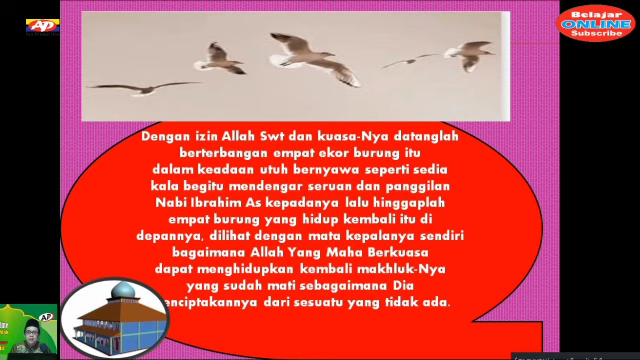 AP
Belajar
ONLINE
Subscribe
Dengan izin Allah Swt dan kuasa-Nya datanglah
berterbangan empat ekor burung itu
dalam keadaan utuh bernyawa seperti sedia
kala begitu mendengar seruan dan panggilan
Nabi Ibrahim As kepadanya lalu hinggaplah
empat burung yang hidup kembali itu di
depannya, dilihat dengan mata kepalanya sendiri
bagaimana Allah Yang Maha Berkuasa
dapat menghidupkan kembali makhluk-Nya
yang sudah mati sebagaimana Dia
enciptakannya dari sesuatu yang tidak ada.
AP